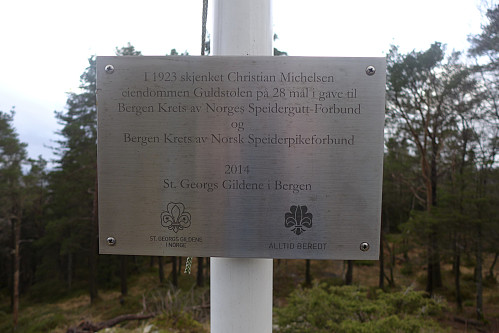 I 1923 skjenket Christian Michelsen
eiendommen Guldstolen på 28 mål i gave til
Bergen Krets av Norges Speidergutt-Forbund
og
Bergen Krets av Norsk Speiderpikeforbund
2014
St. Georgs Gildene i Bergen
ST. GEORGS GILDENE
I NORGE
ALLTID BEREDT